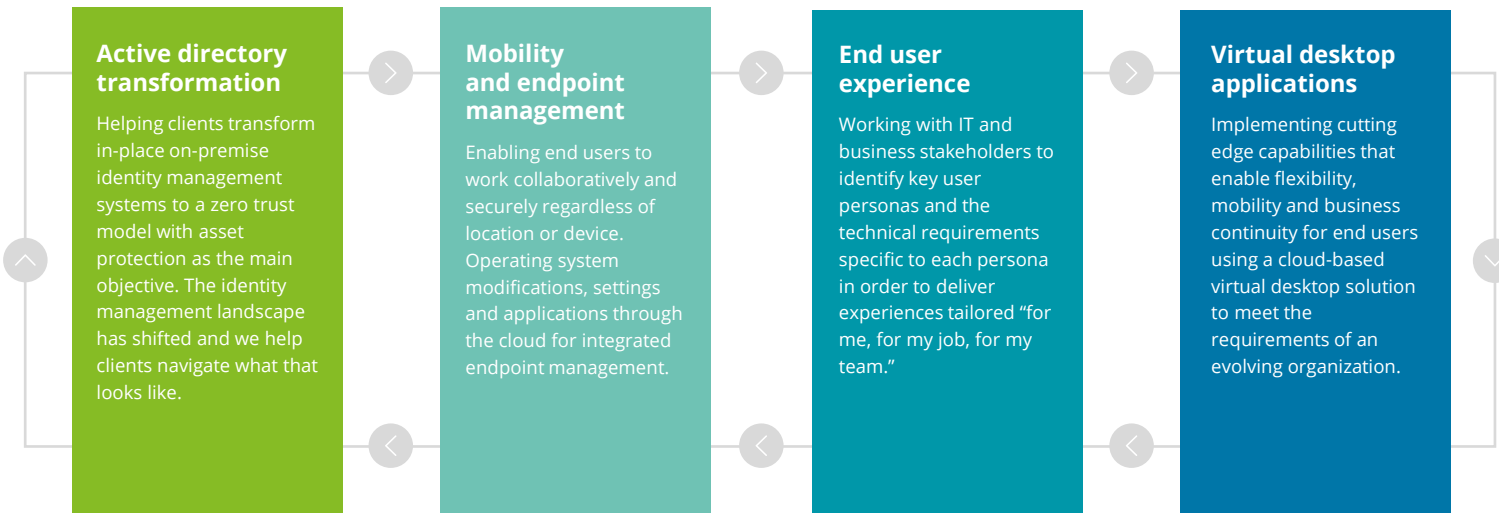 Active directory
transformation
Helping clients transform
in-place on-premise
identity management
systems to a zero trust
model with asset
protection as the main
objective. The identity
management landscape
has shifted and we help
clients navigate what that
looks like.
Mobility
and endpoint
management
Enabling end users to
work collaboratively and
securely regardless of
location or device.
Operating system
modifications, settings
and applications through
the cloud for integrated
endpoint management.
End user
experience
Working with IT and
business stakeholders to
identify key user
personas and the
technical requirements
specific to each persona
in order to deliver
experiences tailored “for
me, for my job, for my
team.”
Virtual desktop
applications
Implementing cutting
edge capabilities that
enable flexibility,
mobility and business
continuity for end users
using a cloud-based
virtual desktop solution
to meet the
requirements of an
evolving organization.